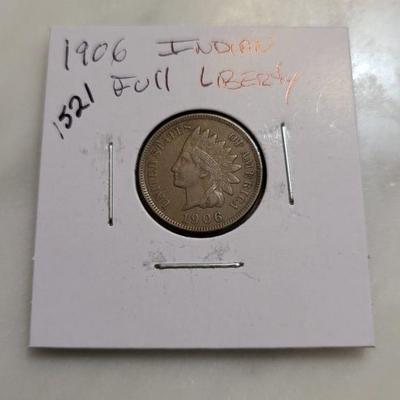 1906 INDIAN
1521 FUll LIBERty
UNITED STATES OF AMERICA
1906